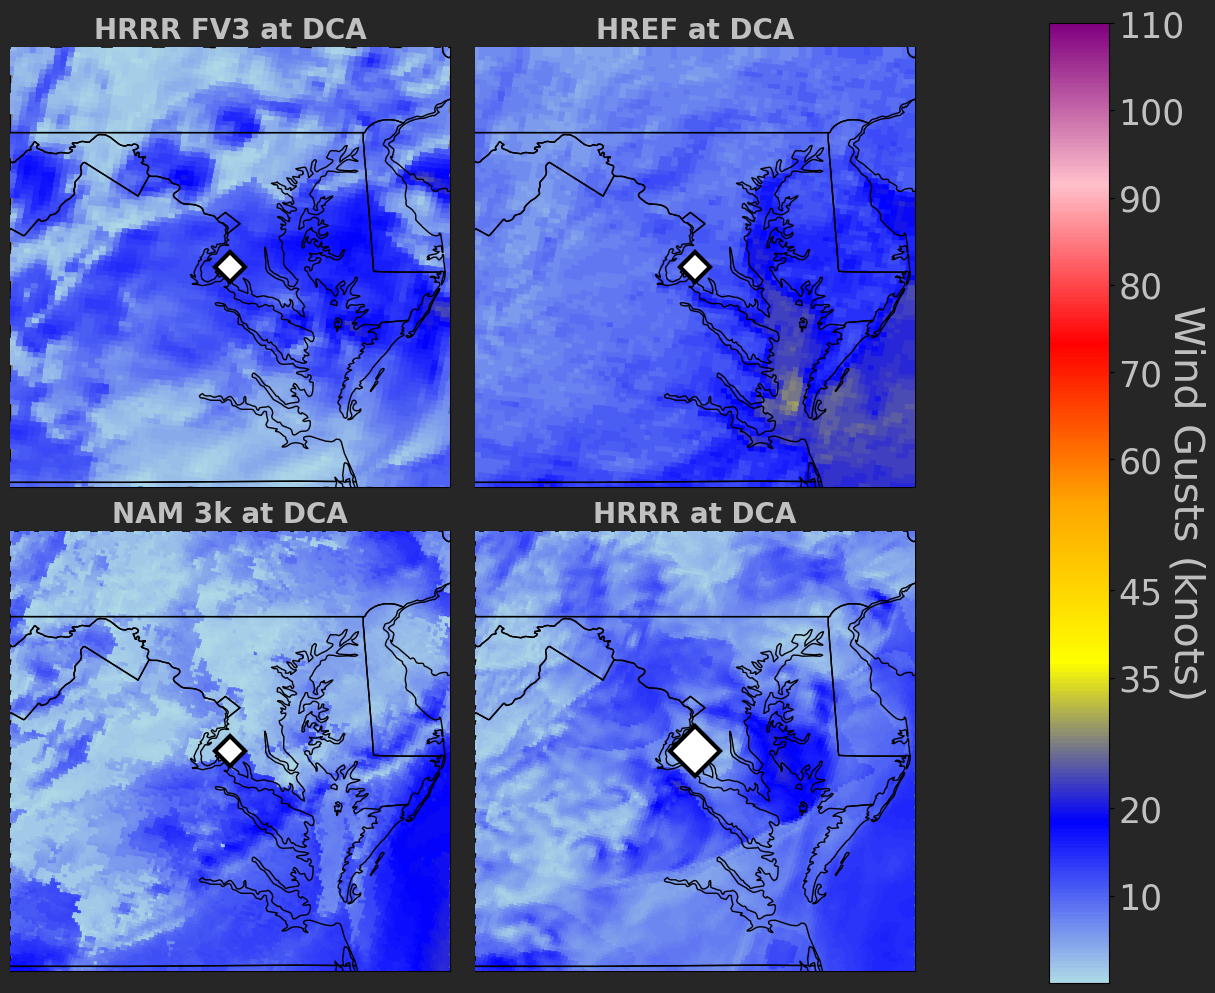 HRRR FV3 at DCA
HREF at DCA
NAM 3k at DCA
HRRR at DCA
110
100
90
80
70
60
45
35
20
10
Wind Gusts (knots)